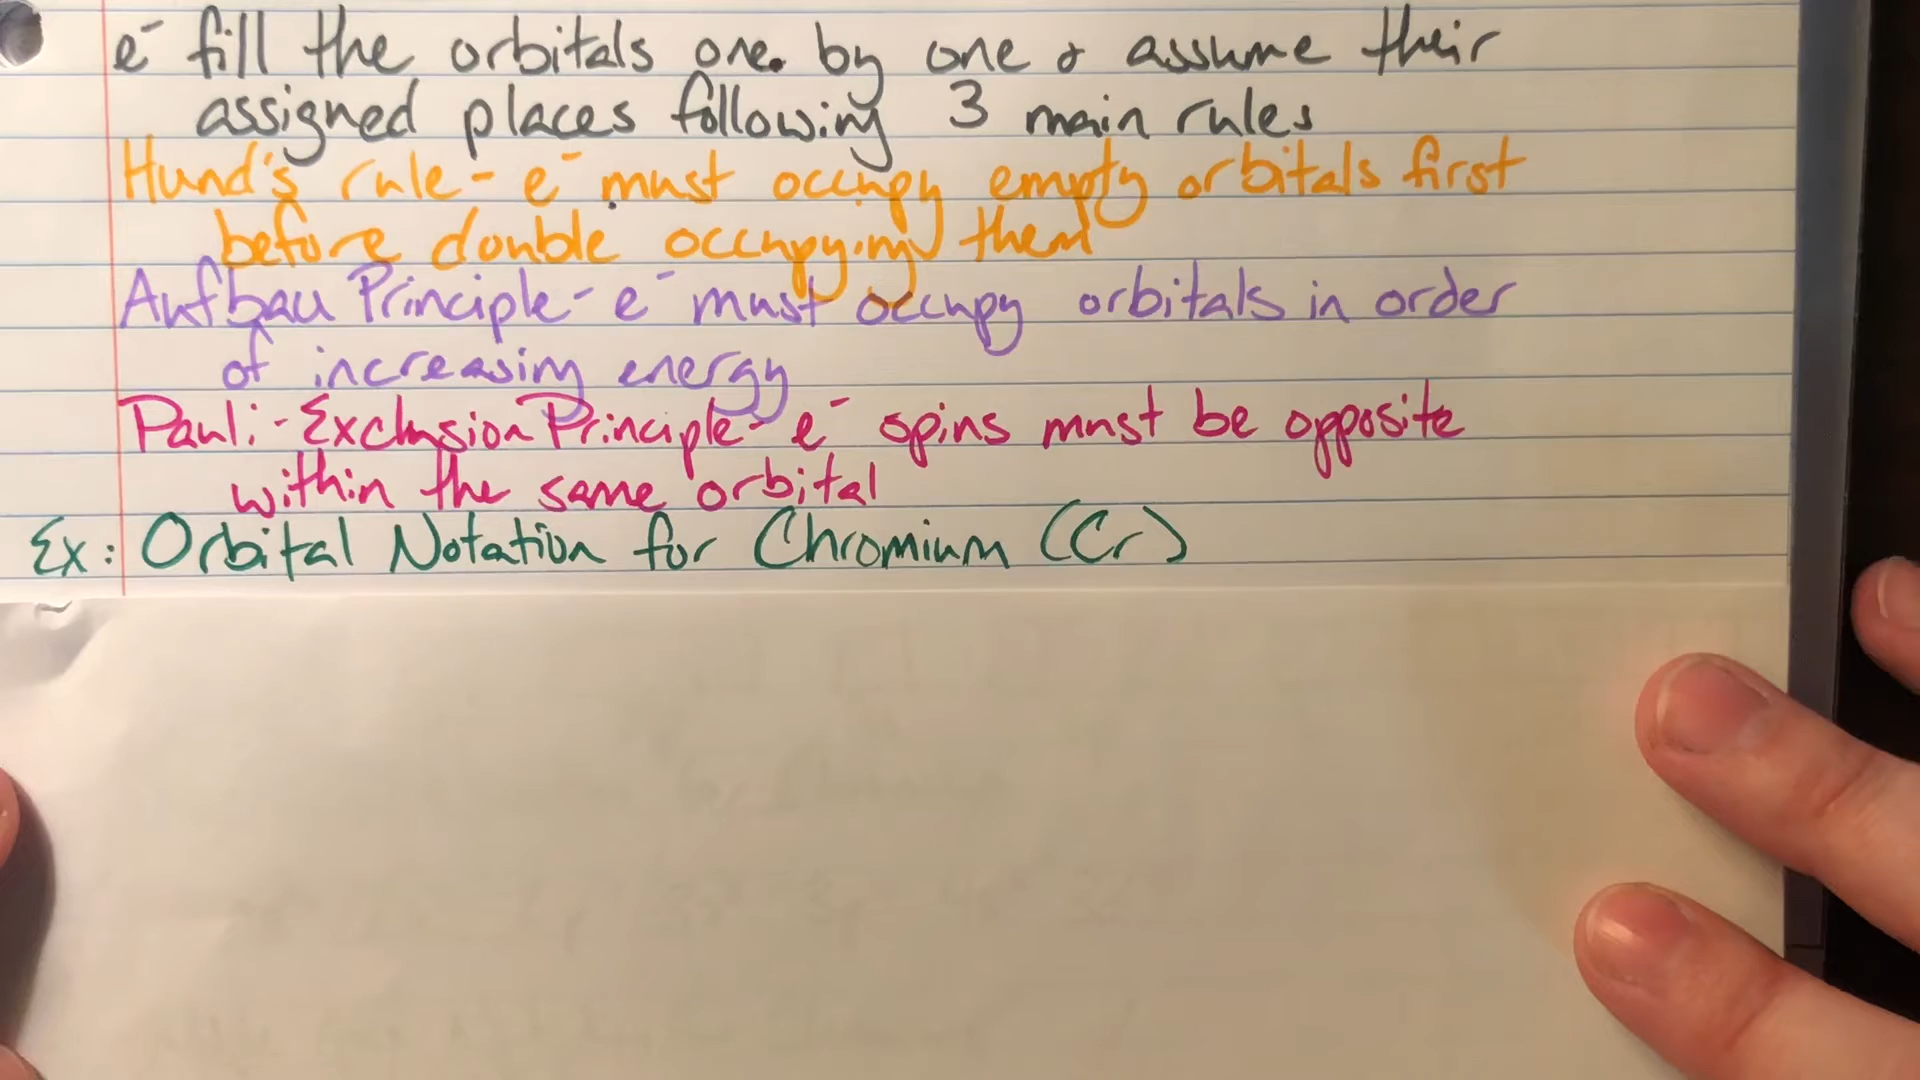 e⁻ fill the orbitals one by one & assume their
assigned places following 3 main rules
Hund's rule - e⁻ must occupy empty orbitals first
before double occupying them
Aufbau Principle - e⁻ must occupy orbitals in order
of increasing energy
Pauli-Exclusion Principle - e⁻ spins must be opposite
within the same orbital
Ex: Orbital Notation for Chromium (Cr)